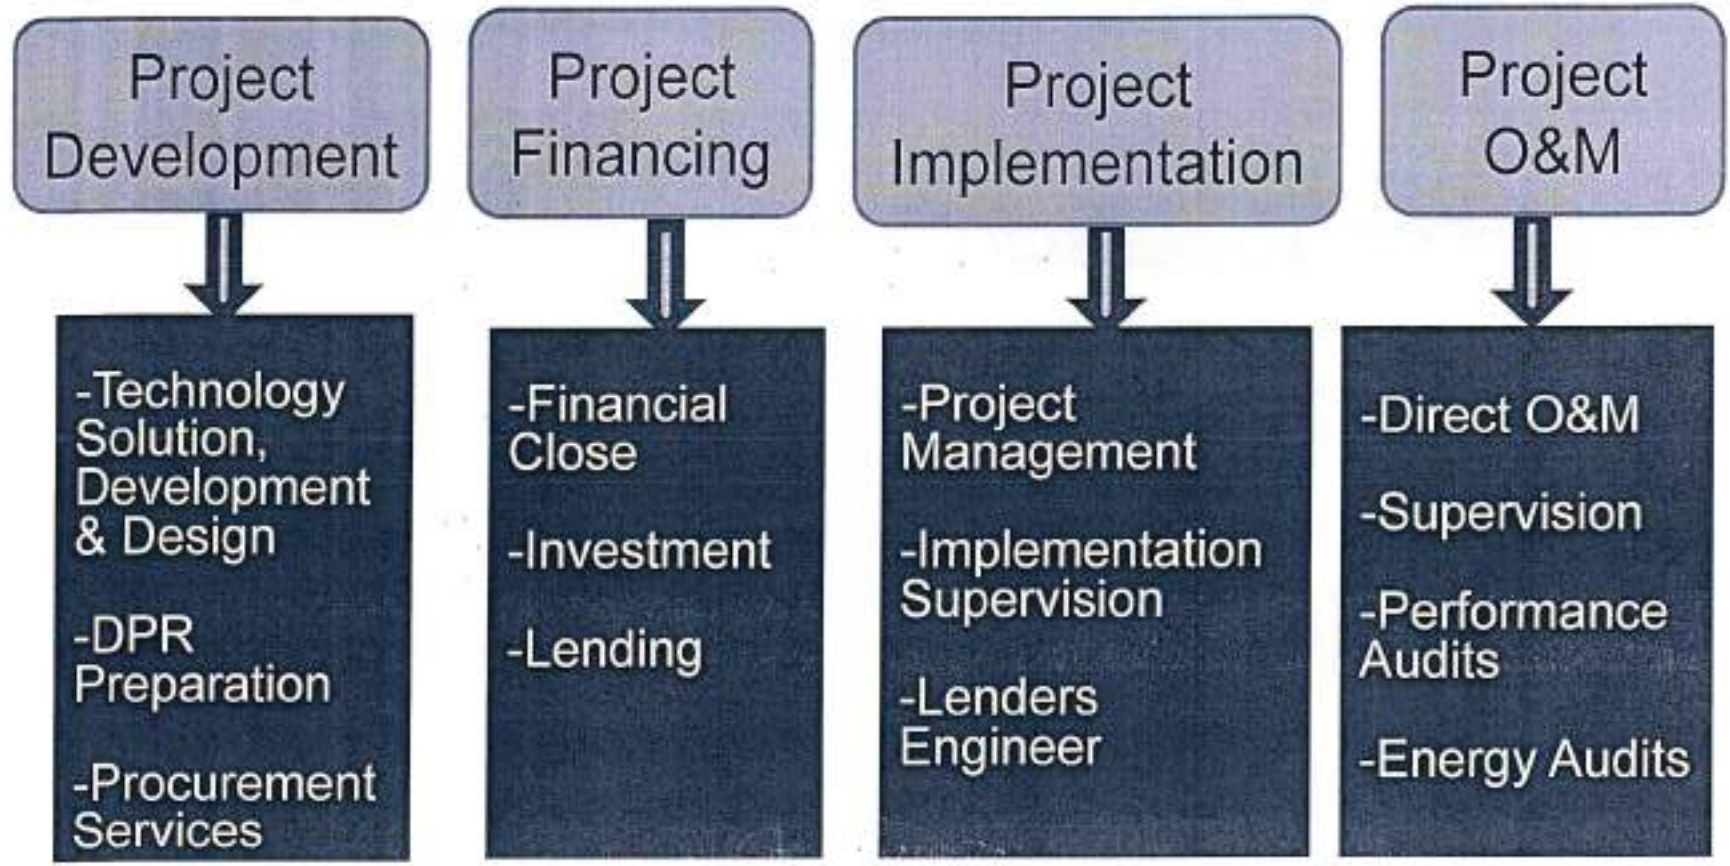 Project
Development
Project
Financing
Project
Implementation
Project
O&M
-Technology
Solution,
Development
& Design
-DPR
Preparation
-Procurement
Services
-Financial
Close
-Investment
-Lending
-Project
Management
-Implementation
Supervision
-Lenders
Engineer
-Direct O&M
-Supervision
-Performance
Audits
-Energy Audits